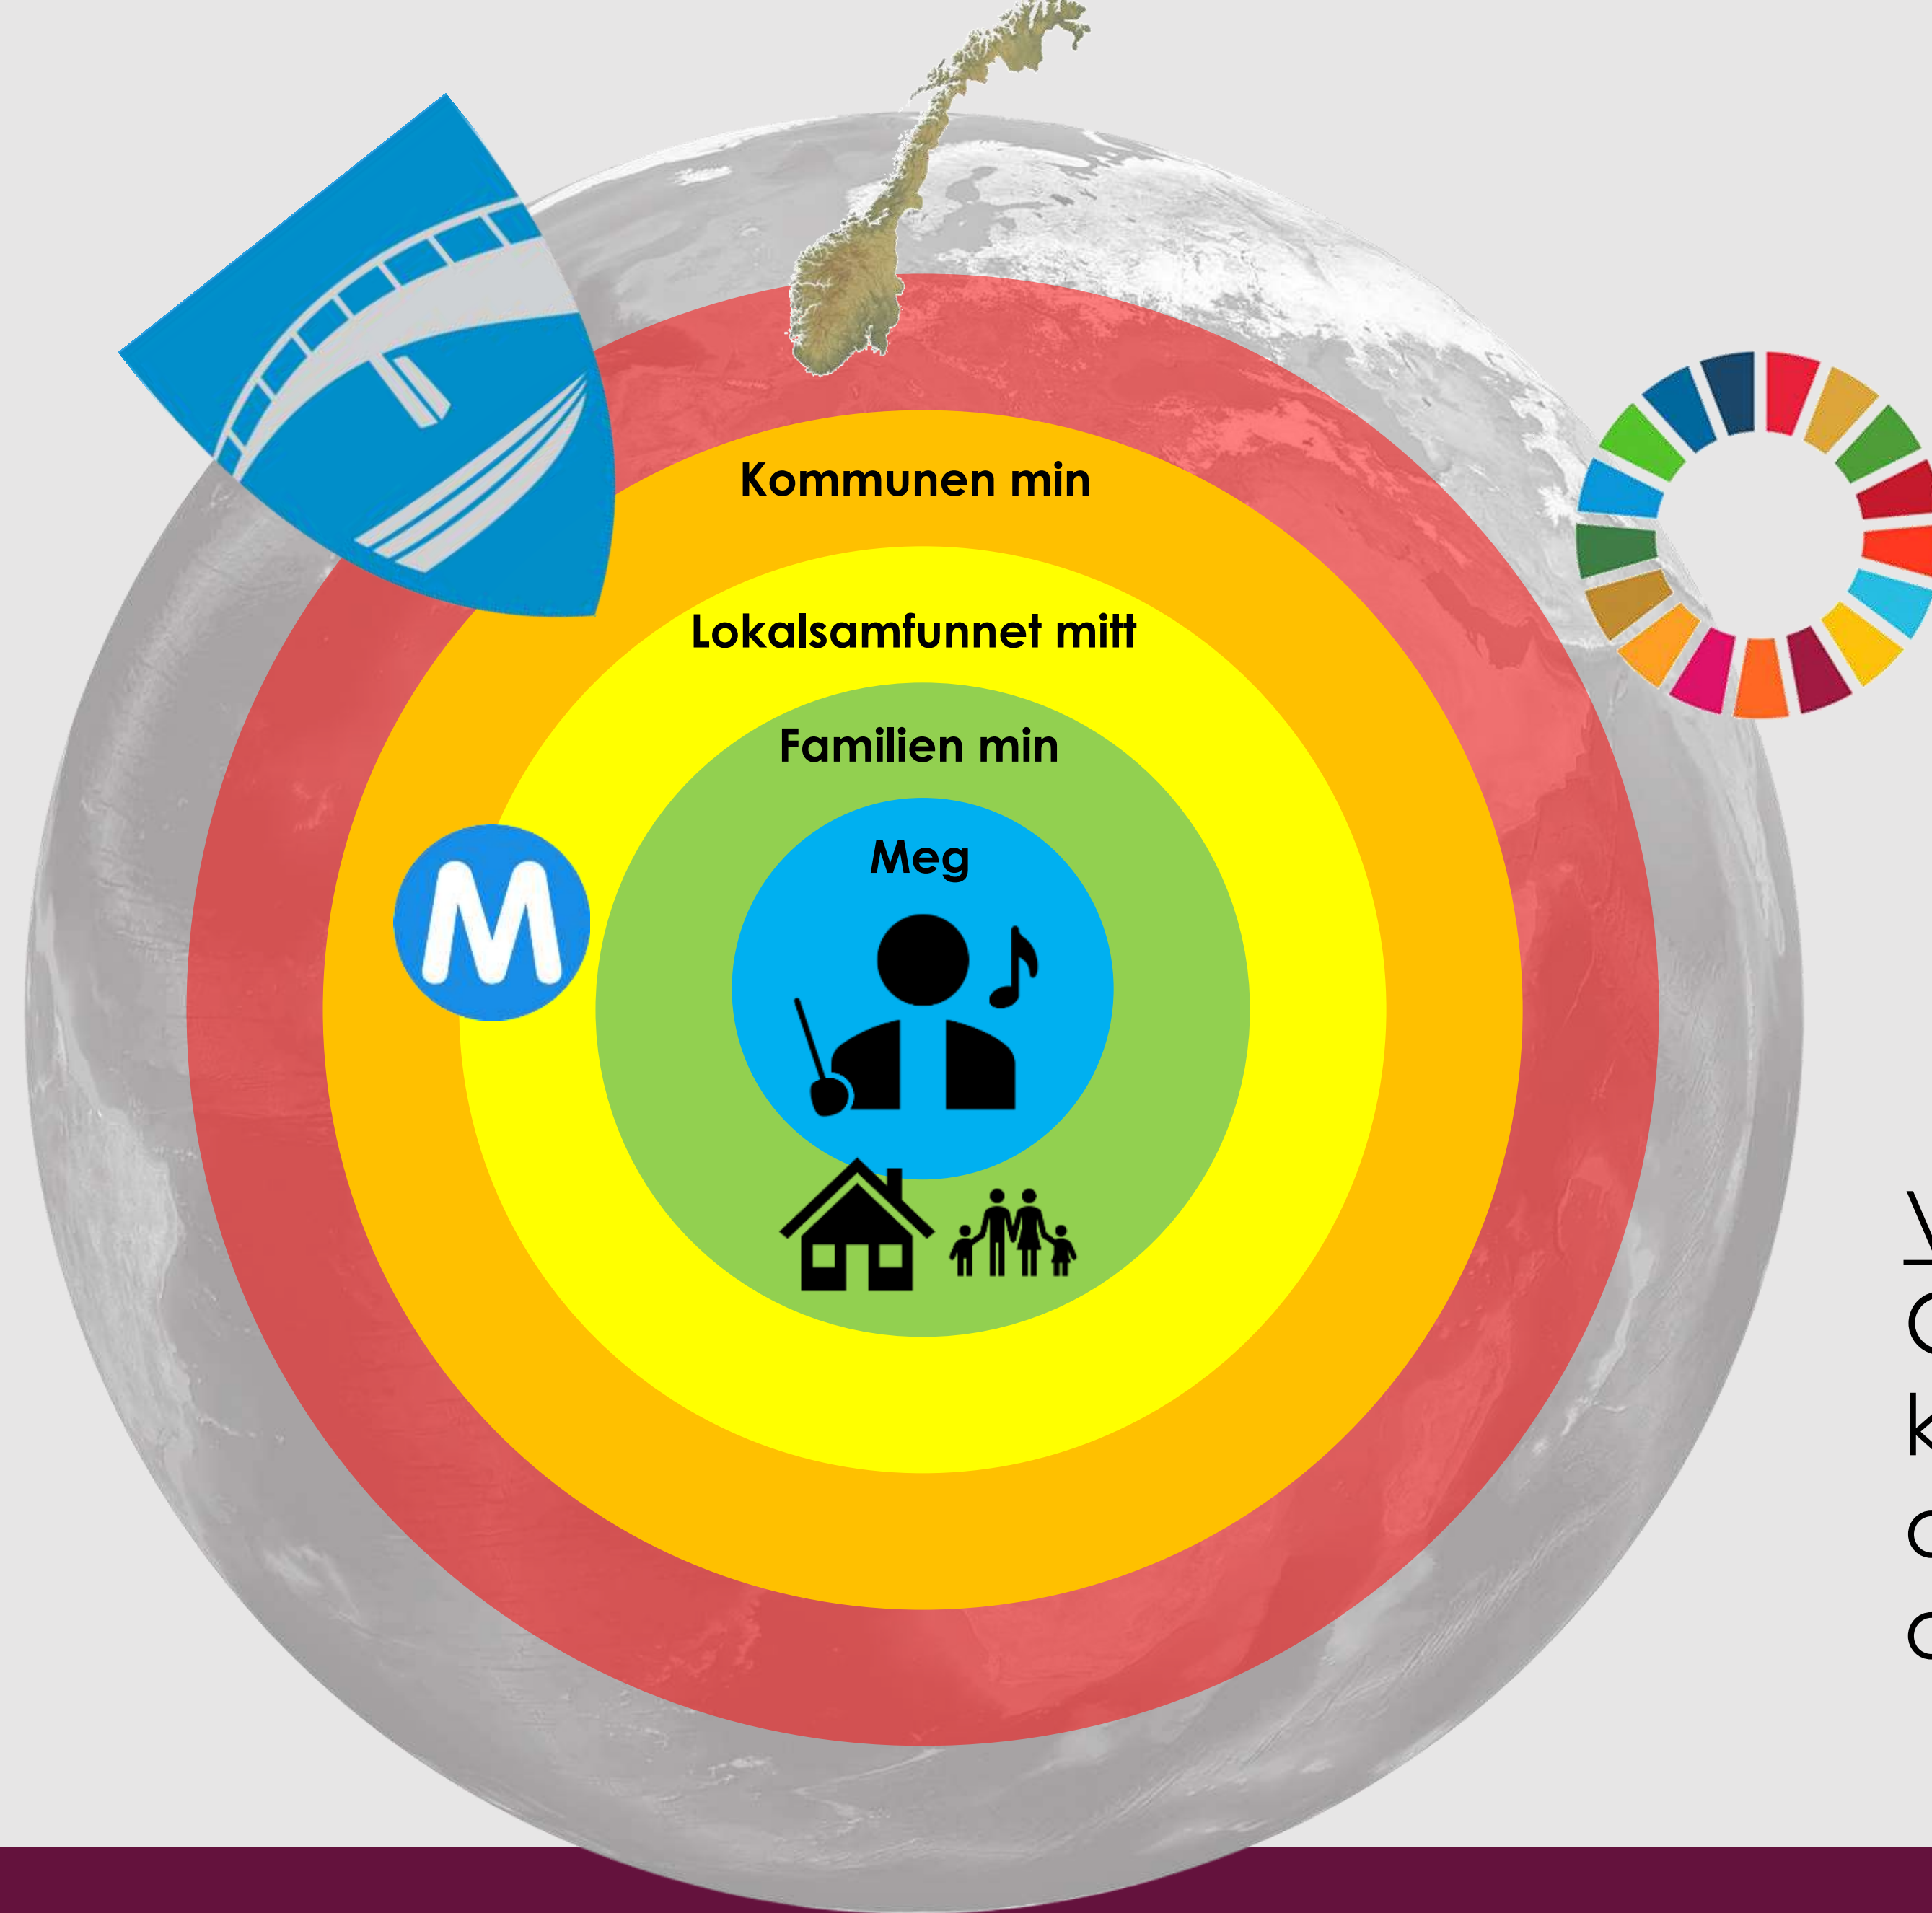 Kommunen min
Lokalsamfunnet mitt
Familien min
Meg
M